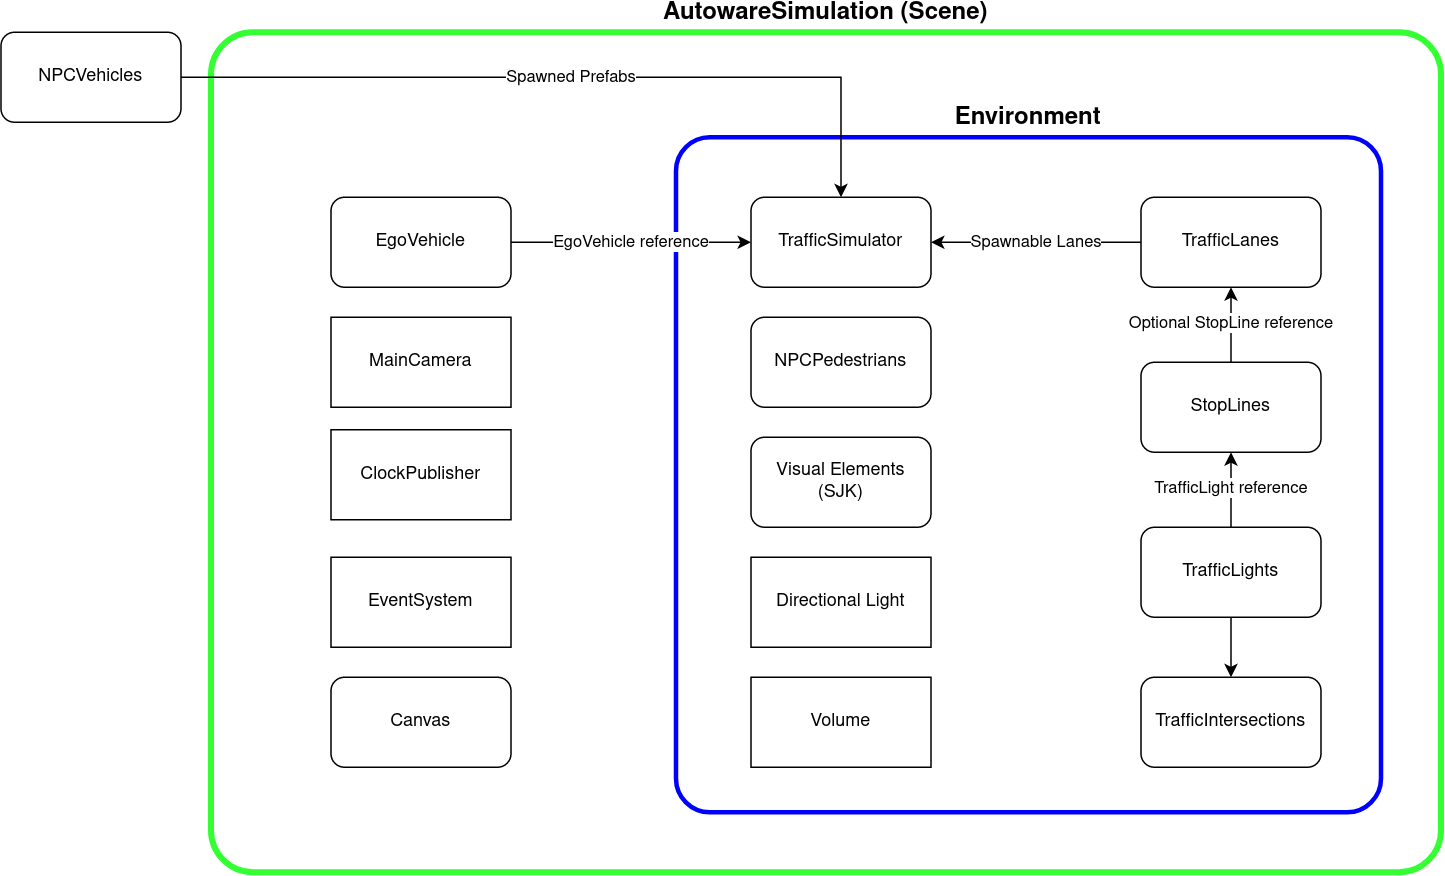 AutowareSimulation (Scene)
NPCVehicles
Spawned Prefabs
Environment
EgoVehicle
EgoVehicle reference
TrafficSimulator
Spawnable Lanes
TrafficLanes
Optional StopLine reference
MainCamera
NPCPedestrians
StopLines
ClockPublisher
Visual Elements
(SJK)
TrafficLight reference
EventSystem
Directional Light
TrafficLights
Canvas
Volume
TrafficIntersections